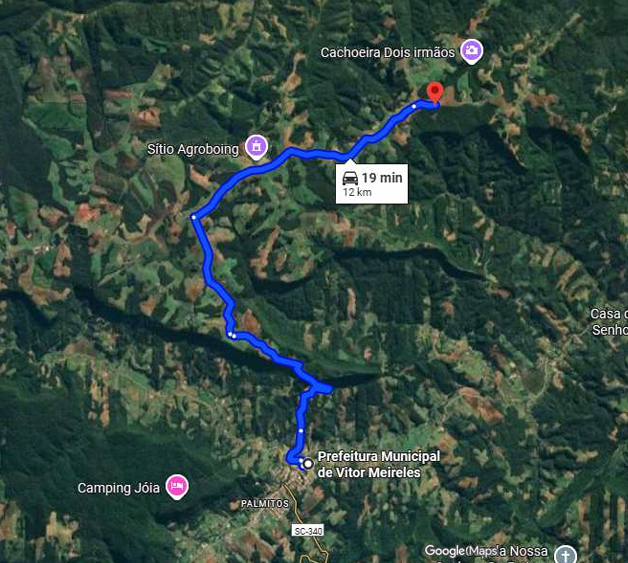 Cachoeira Dois irmãos
Sítio Agroboing
19 min
12 km
Casa d
Senho
Prefeitura Municipal
de Vitor Meireles
Camping Jóia
PALMITOS
SC-340
Google Maps
a Nossa